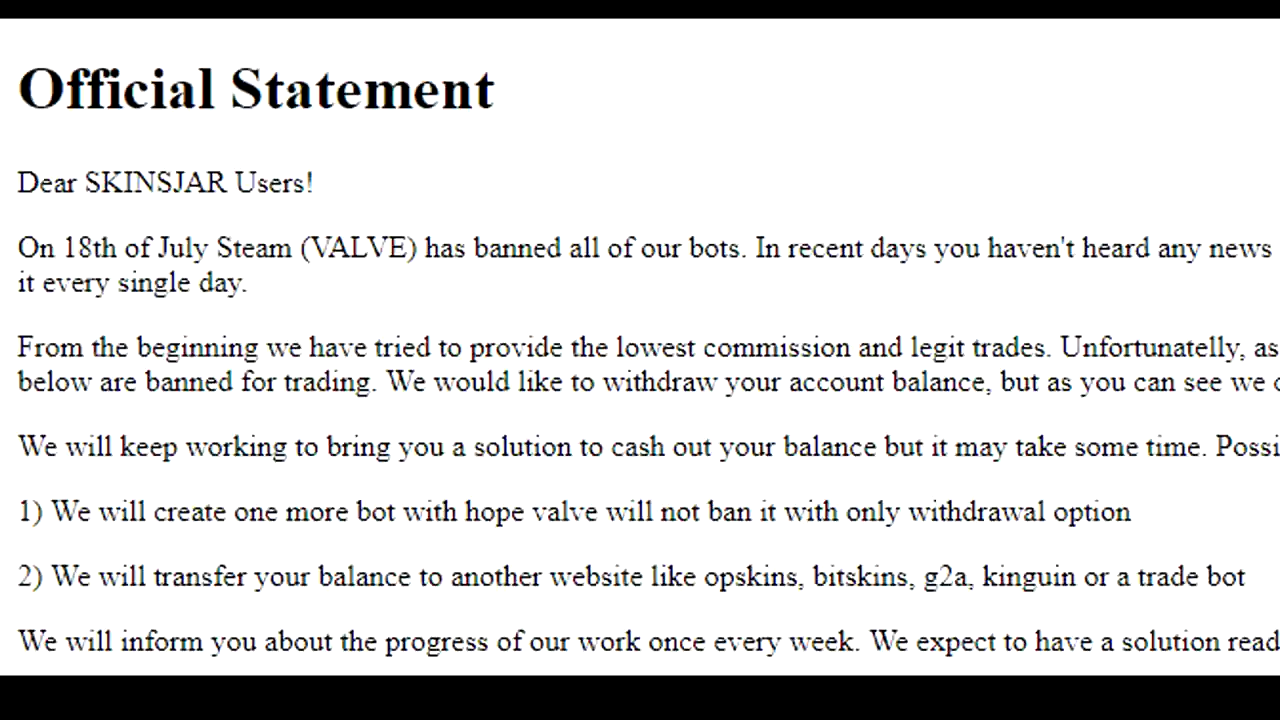 Official Statement
Dear SKINSJAR Users!
On 18th of July Steam (VALVE) has banned all of our bots. In recent days you haven't heard any news
it every single day.
From the beginning we have tried to provide the lowest commission and legit trades. Unfortunatelly, as
below are banned for trading. We would like to withdraw your account balance, but as you can see we
We will keep working to bring you a solution to cash out your balance but it may take some time. Possi
1) We will create one more bot with hope valve will not ban it with only withdrawal option
2) We will transfer your balance to another website like opskins, bitskins, g2a, kinguin or a trade bot
We will inform you about the progress of our work once every week. We expect to have a solution read